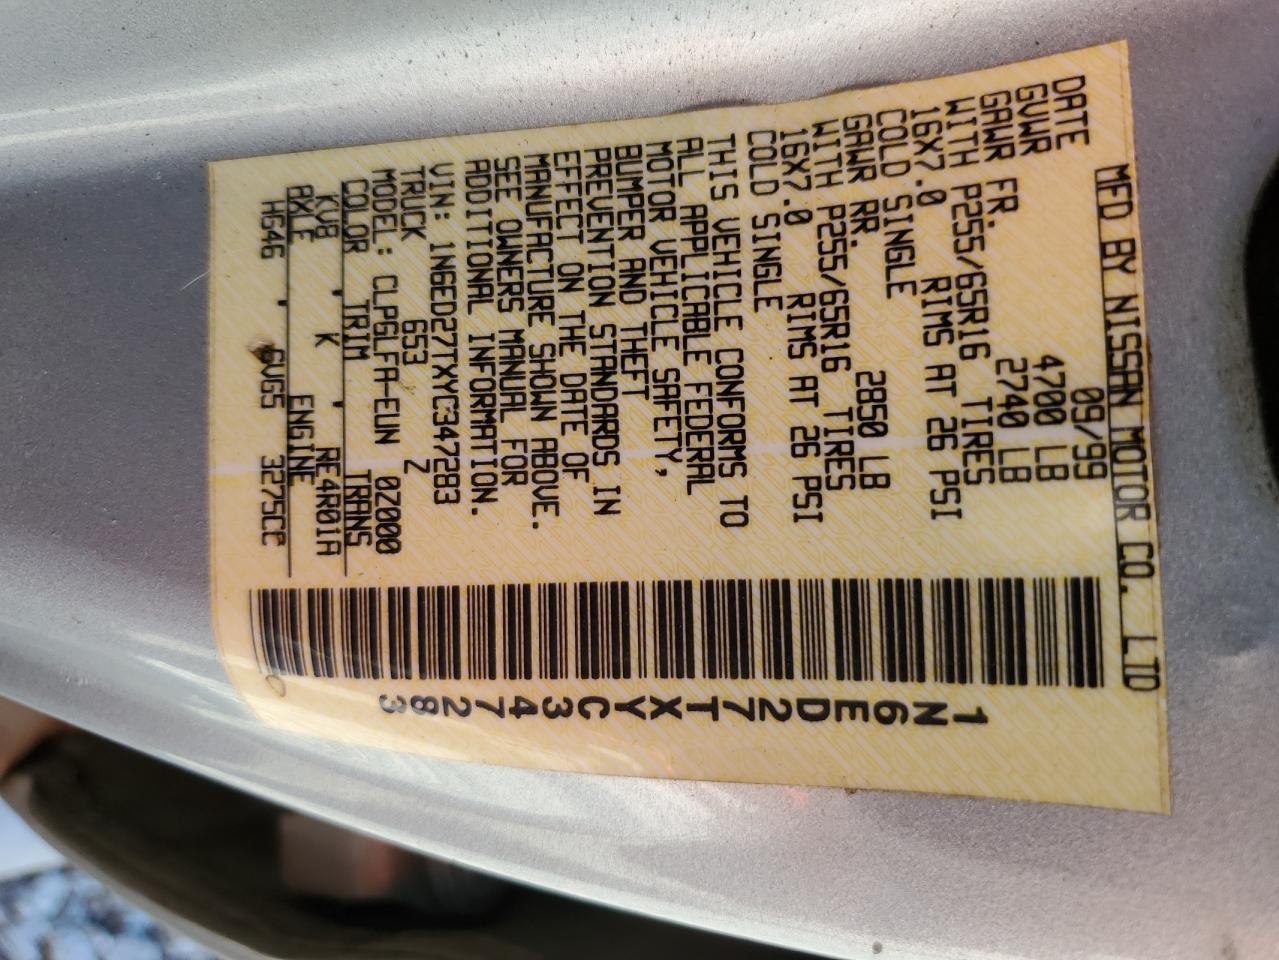 MFD BY NISSAN MOTOR CO., LTD
DATE 09/99
GVWR 4700 LB
GAWR FR. 2740 LB
WITH P255/65R16 TIRES
16X7.0 RIMS AT 26 PSI
COLD SINGLE
GAWR RR. 2850 LB
WITH P255/65R16 TIRES
16X7.0 RIMS AT 26 PSI
COLD SINGLE
THIS VEHICLE CONFORMS TO
ALL APPLICABLE FEDERAL
MOTOR VEHICLE SAFETY,
BUMPER AND THEFT
PREVENTION STANDARDS IN
EFFECT ON THE DATE OF
MANUFACTURE SHOWN ABOVE.
SEE OWNERS MANUAL FOR
ADDITIONAL INFORMATION.
VIN: 1N6ED27TXYC347283
TRUCK 653 Z
MODEL: CLPGLFA-EUN 0Z000
COLOR TRIM TRANS
KV8 K RE4R01A
AXLE ENGINE
HG46 3275CC
1N6ED27TXYC347283